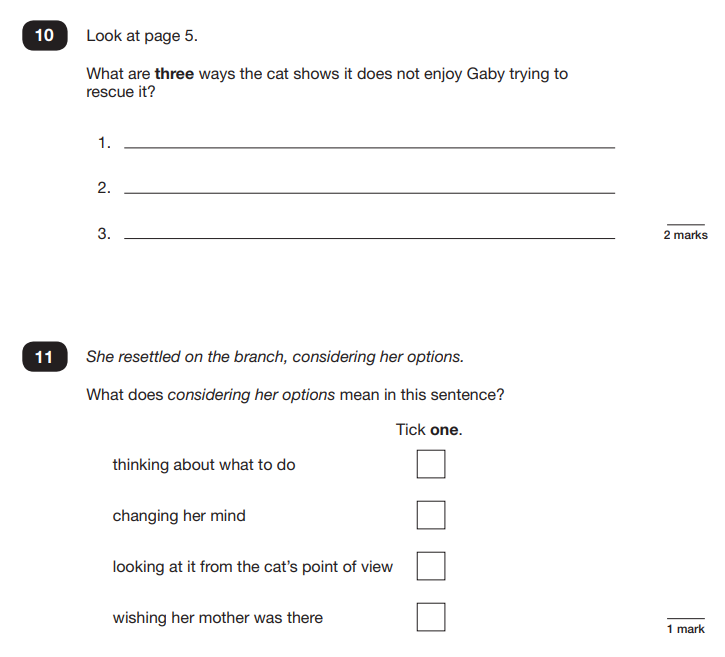 10 Look at page 5.
What are three ways the cat shows it does not enjoy Gaby trying to
rescue it?
1.
2.
3.
2 marks
11 She resettled on the branch, considering her options.
What does considering her options mean in this sentence?
Tick one.
thinking about what to do
changing her mind
looking at it from the cat's point of view
wishing her mother was there
1 mark